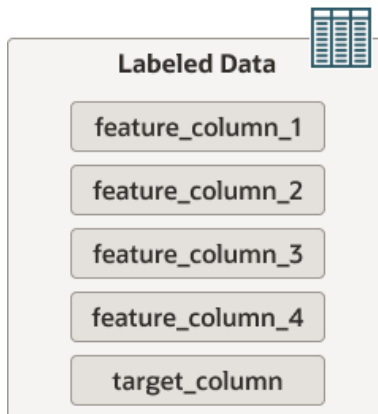 Labeled Data
feature_column_1
feature_column_2
feature_column_3
feature_column_4
target_column